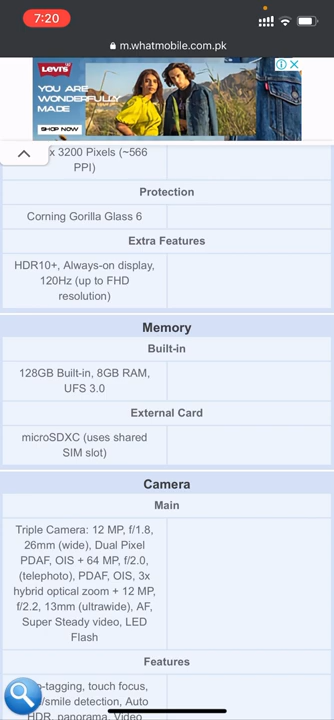 7:20
m.whatmobile.com.pk
Levi's
YOU ARE
WONDERFULLY
MADE
SHOP NOW
x 3200 Pixels (~566
PPI)
Protection
Corning Gorilla Glass 6
Extra Features
HDR10+, Always-on display,
120Hz (up to FHD
resolution)
Memory
Built-in
128GB Built-in, 8GB RAM,
UFS 3.0
External Card
microSDXC (uses shared
SIM slot)
Camera
Main
Triple Camera: 12 MP, f/1.8,
26mm (wide), Dual Pixel
PDAF, OIS + 64 MP, f/2.0,
(telephoto), PDAF, OIS, 3x
hybrid optical zoom + 12 MP,
f/2.2, 13mm (ultrawide), AF,
Super Steady video, LED
Flash
Features
-tagging, touch focus,
/smile detection, Auto
HDR, panorama, Video